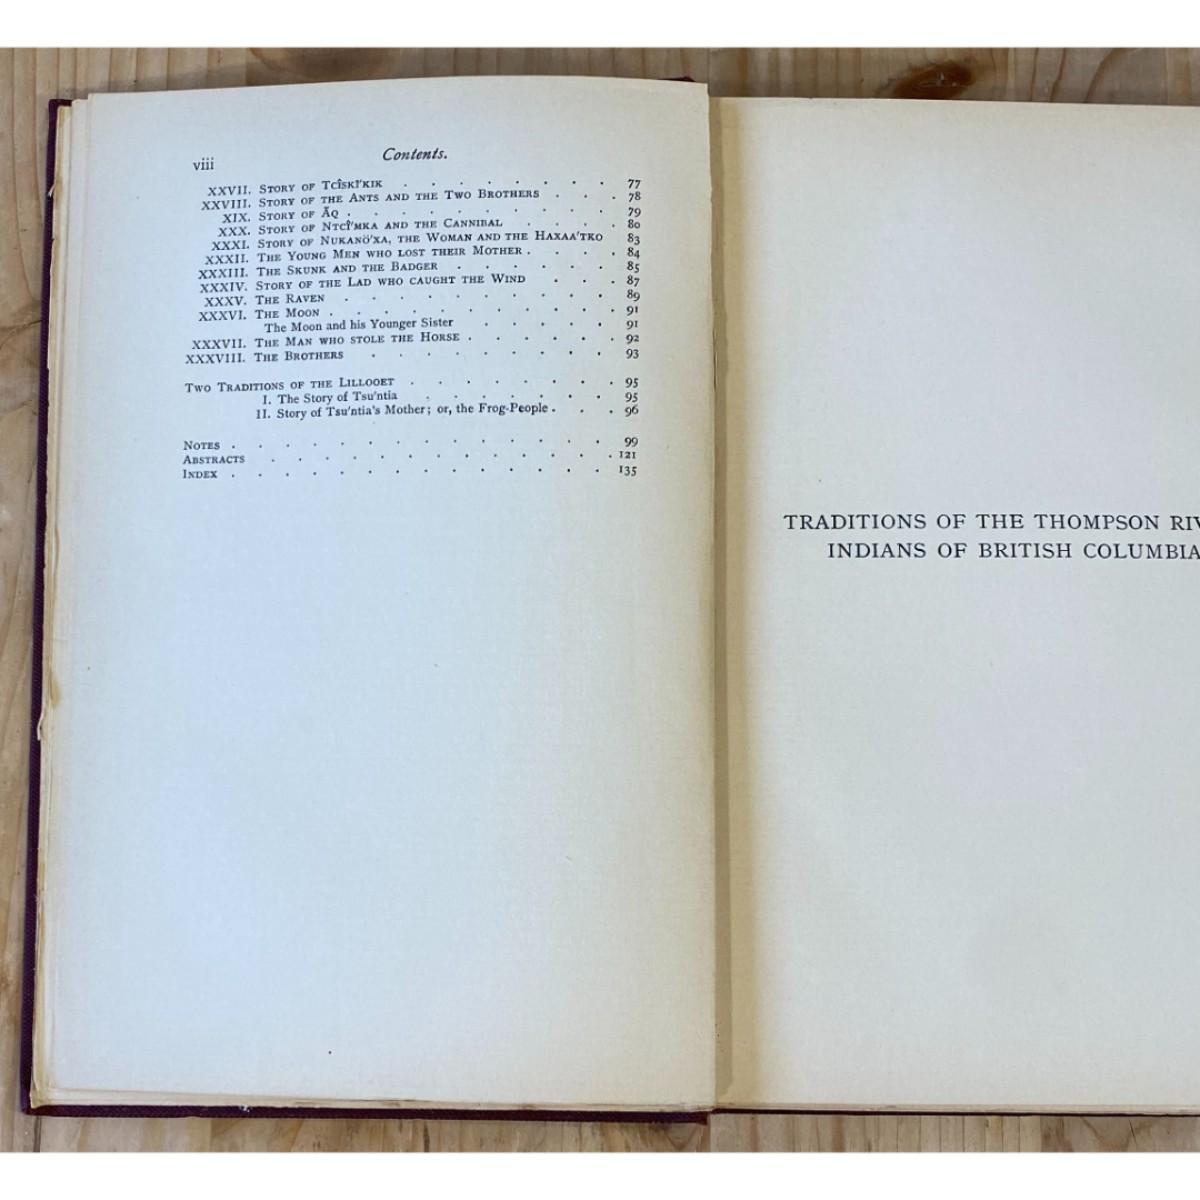 viii
Contents.
XXVII. STORY OF TCÎSKÎ'KIK . . . . . . . . 77
XXVIII. STORY OF THE ANTS AND THE TWO BROTHERS . . . 78
XIX. STORY OF ĀQ . . . . . . . . . . 79
XXX. STORY OF NTCÎ'MKA AND THE CANNIBAL . . . . 80
XXXI. STORY OF NUKANÖ'XA, THE WOMAN AND THE HAXAA'TKO 83
XXXII. THE YOUNG MEN WHO LOST THEIR MOTHER . . . . 84
XXXIII. THE SKUNK AND THE BADGER . . . . . . 85
XXXIV. STORY OF THE LAD WHO CAUGHT THE WIND . . . 87
XXXV. THE RAVEN . . . . . . . . . . 89
XXXVI. THE MOON . . . . . . . . . . . 91
The Moon and his Younger Sister . . . . . 91
XXXVII. THE MAN WHO STOLE THE HORSE . . . . . . 92
XXXVIII. THE BROTHERS . . . . . . . . . 93
TWO TRADITIONS OF THE LILLOOET . . . . . . . . 95
I. The Story of Tsu'ntia . . . . . . . 95
II. Story of Tsu'ntia's Mother; or, the Frog-People . . . 96
NOTES . . . . . . . . . . . . . . 99
ABSTRACTS . . . . . . . . . . . . . 121
INDEX . . . . . . . . . . . . . . 135
TRADITIONS OF THE THOMPSON RIV
INDIANS OF BRITISH COLUMBIA